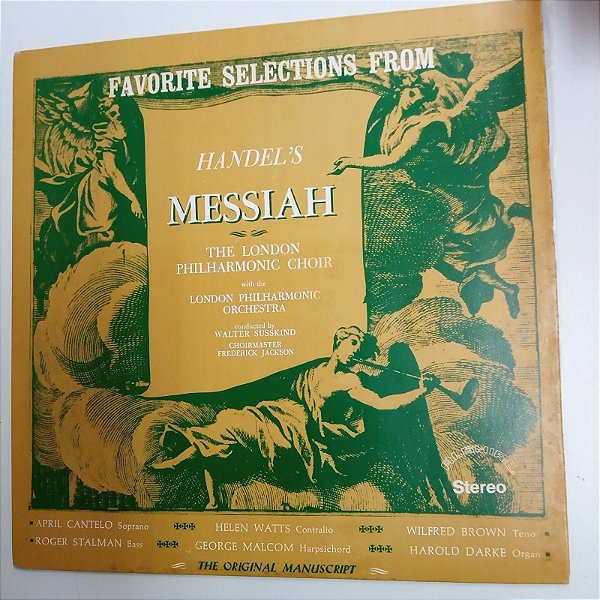 FAVORITE SELECTIONS FROM
HANDEL'S
MESSIAH
THE LONDON
PHILHARMONIC CHOIR
with the
LONDON PHILHARMONIC
ORCHESTRA
conducted by
WALTER SUSSKIND
CHOIRMASTER
FREDERICK JACKSON
Stereo
APRIL CANTELO Soprano HELEN WATTS Contralto WILFRED BROWN Tenor
ROGER STALMAN Bass GEORGE MALCOM Harpsichord HAROLD DARKE Organ
THE ORIGINAL MANUSCRIPT